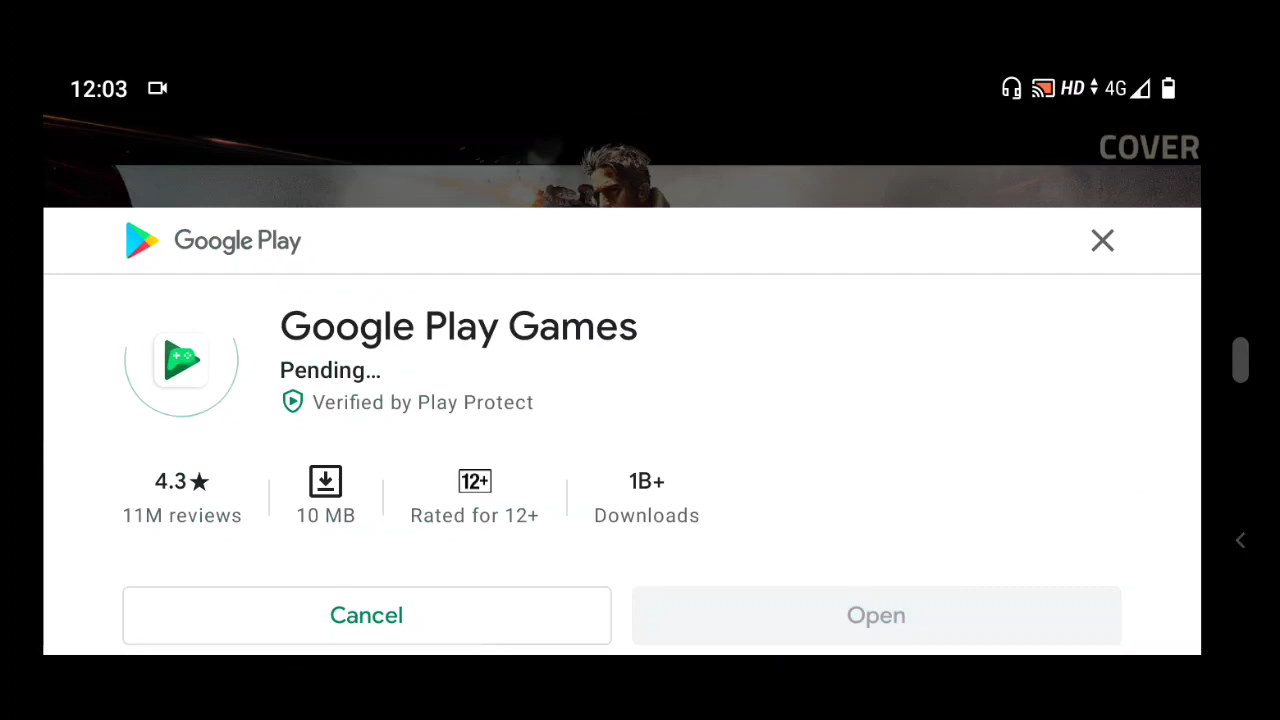 12:03 HD 4G
COVER
Google Play
Google Play Games
Pending...
Verified by Play Protect
4.3★ 12+ 1B+
11M reviews 10 MB Rated for 12+ Downloads
Cancel Open